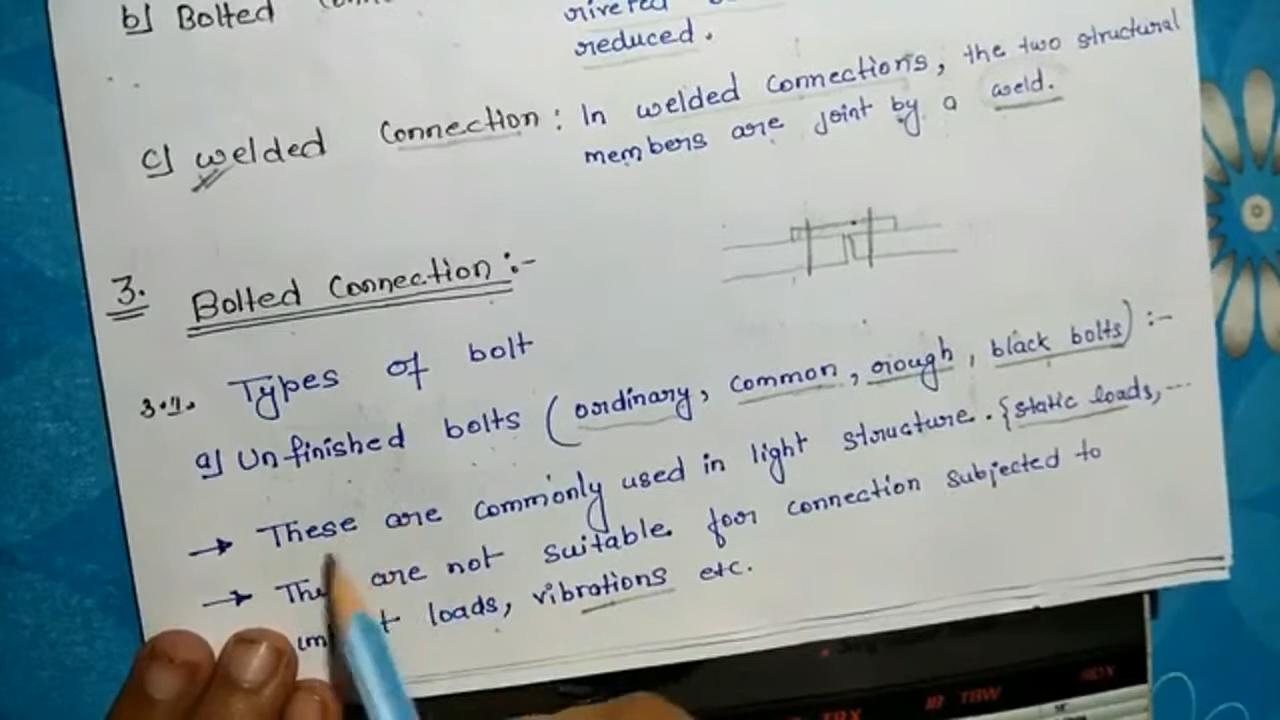 b) Bolted
reduced.
c) welded Connection : In welded connections, the two structural
members are joint by a weld.
3. Bolted Connection :-
3.1. Types of bolt
a) Unfinished bolts (ordinary, common, rough, black bolts) :-
→ These are commonly used in light structure. {static loads, ---
→ are not suitable for connection subjected to
loads, vibrations etc.
TBW